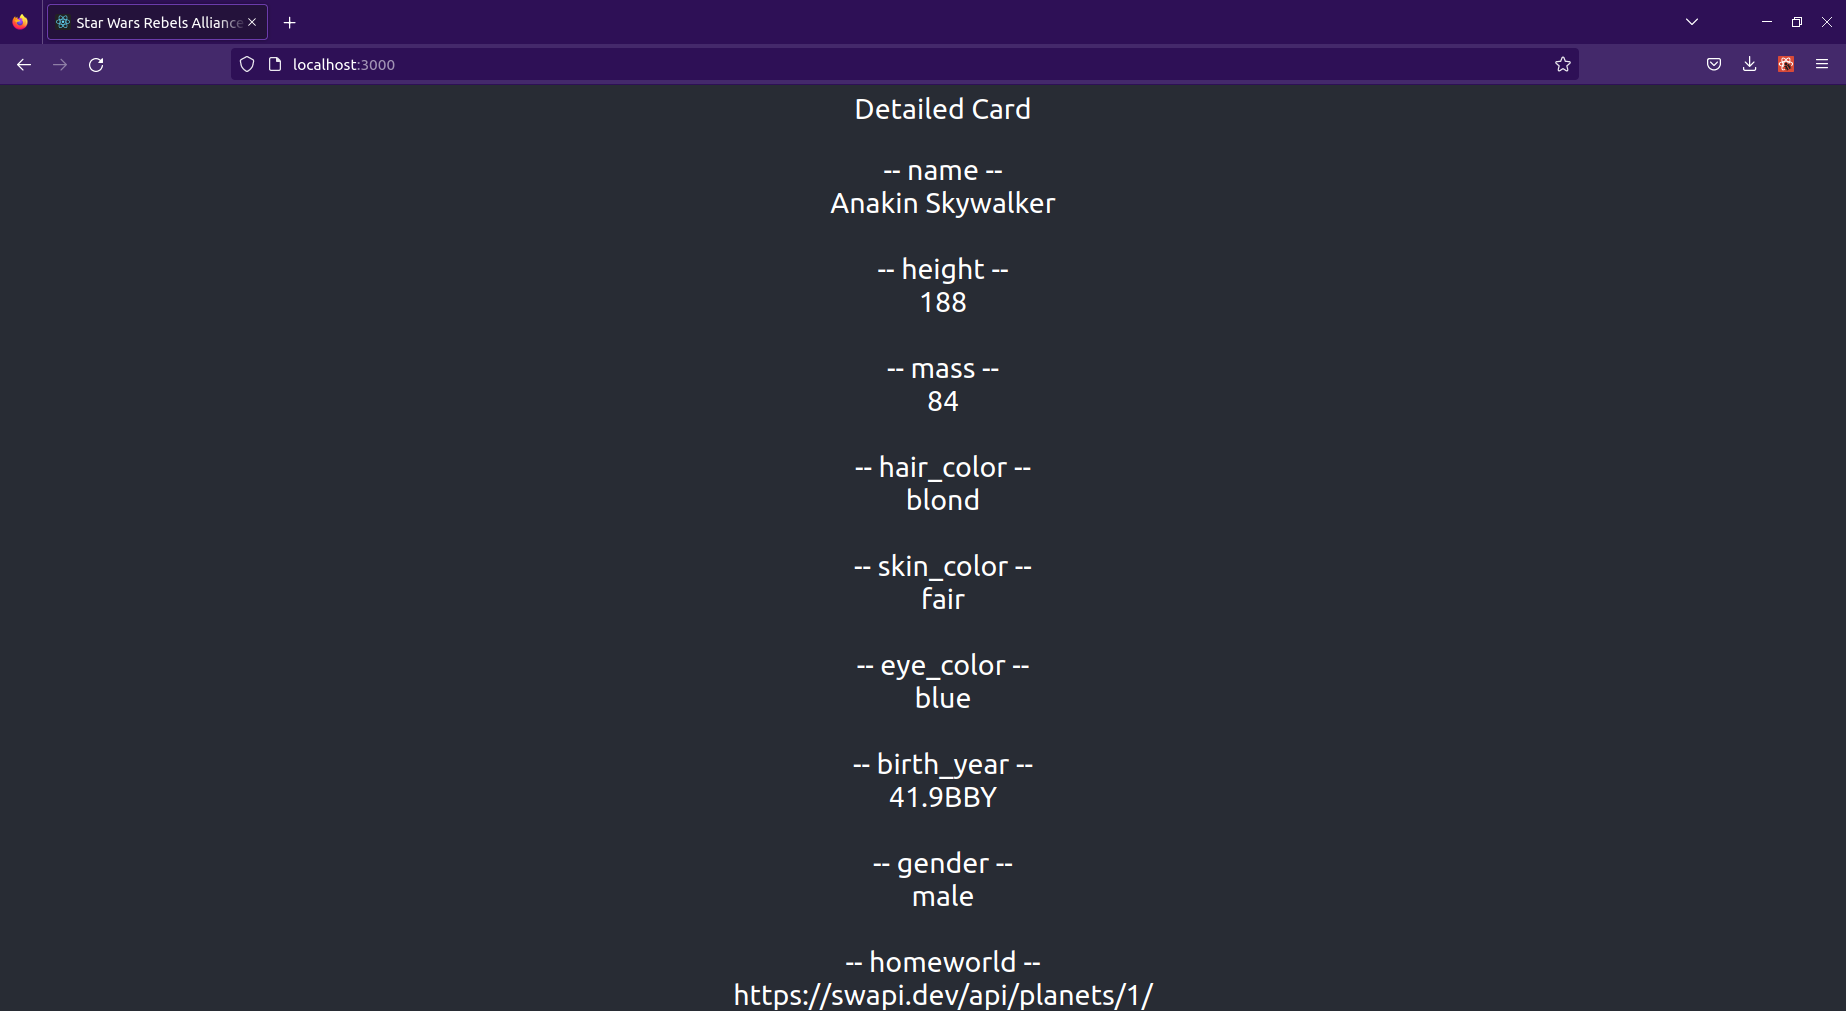 Star Wars Rebels Alliance
localhost:3000
Detailed Card
-- name --
Anakin Skywalker
-- height --
188
-- mass --
84
-- hair_color --
blond
-- skin_color --
fair
-- eye_color --
blue
-- birth_year --
41.9BBY
-- gender --
male
-- homeworld --
https://swapi.dev/api/planets/1/